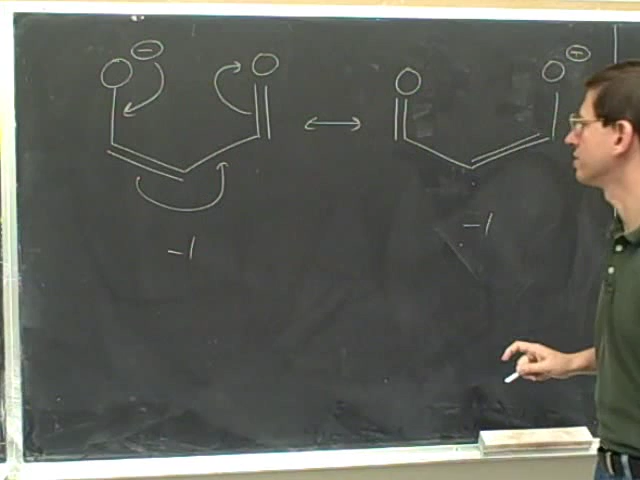 O ⊖ O ↔ O O ⊖
-1 -1